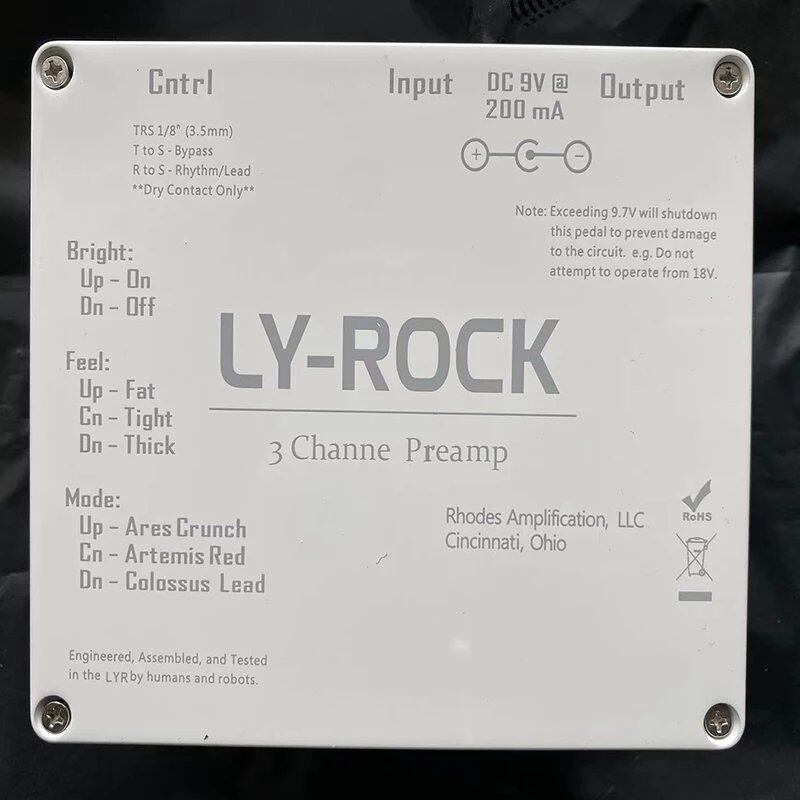 Cntrl
TRS 1/8" (3.5mm)
T to S - Bypass
R to S - Rhythm/Lead
**Dry Contact Only**
Input
DC 9V @
200 mA
Output
+ -
Note: Exceeding 9.7V will shutdown
this pedal to prevent damage
to the circuit. e.g. Do not
attempt to operate from 18V.
Bright:
Up - On
Dn - Off
Feel:
Up - Fat
Cn - Tight
Dn - Thick
Mode:
Up - Ares Crunch
Cn - Artemis Red
Dn - Colossus Lead
LY-ROCK
3 Channe Preamp
Rhodes Amplification, LLC
Cincinnati, Ohio
RoHS
Engineered, Assembled, and Tested
in the LYR by humans and robots.